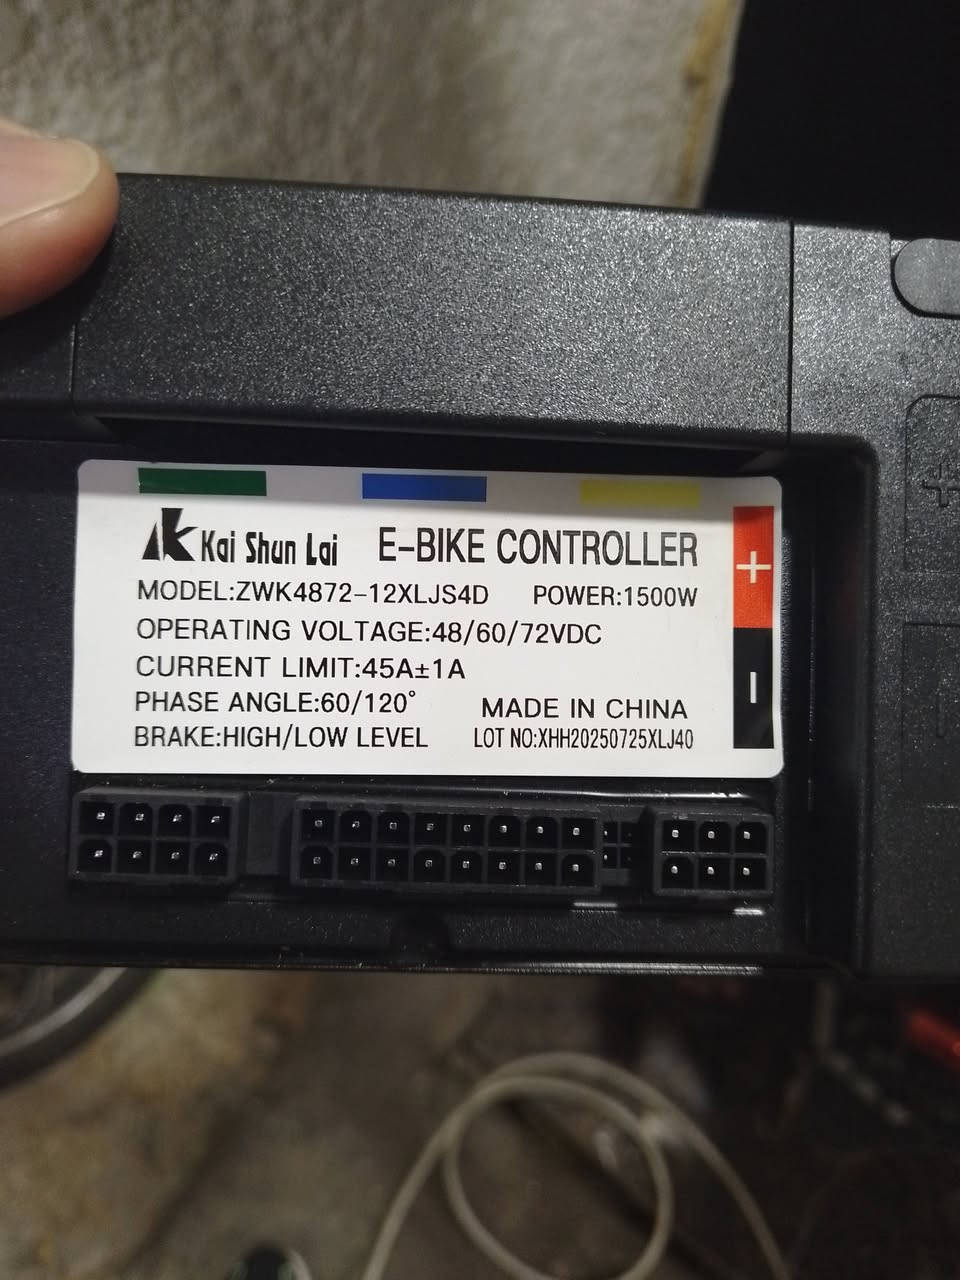 Kai Shun Lai E-BIKE CONTROLLER
MODEL:ZWK4872-12XLJS4D POWER:1500W
OPERATING VOLTAGE:48/60/72VDC
CURRENT LIMIT:45A±1A
PHASE ANGLE:60/120° MADE IN CHINA
BRAKE:HIGH/LOW LEVEL LOT NO:XHH20250725XLJ40
+
-
+